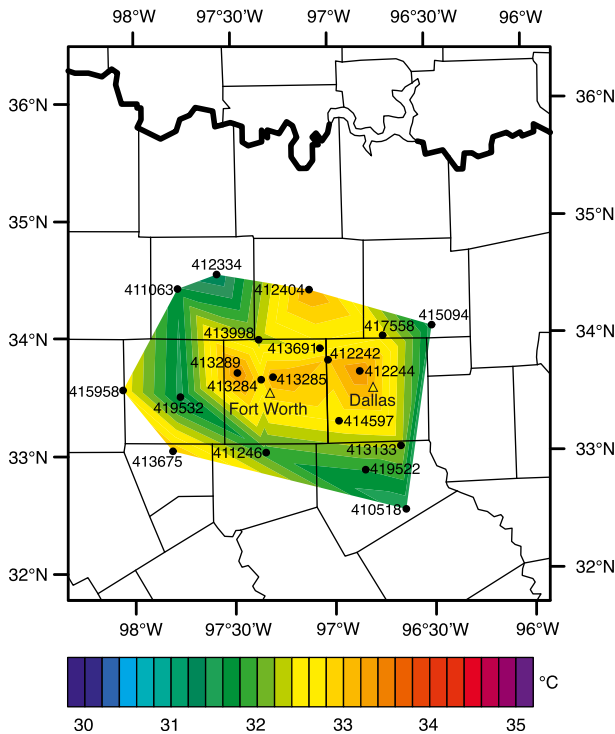 98°W 97°30'W 97°W 96°30'W 96°W
36°N 36°N
35°N 35°N
412334
411063 412404
415094
34°N 413998 417558 34°N
413691 412242
413289 412244
413284 413285
415958 Fort Worth Dallas
419532
414597
33°N 411246 413133 33°N
413675 419522
410518
32°N 32°N
98°W 97°30'W 97°W 96°30'W 96°W
°C
30 31 32 33 34 35